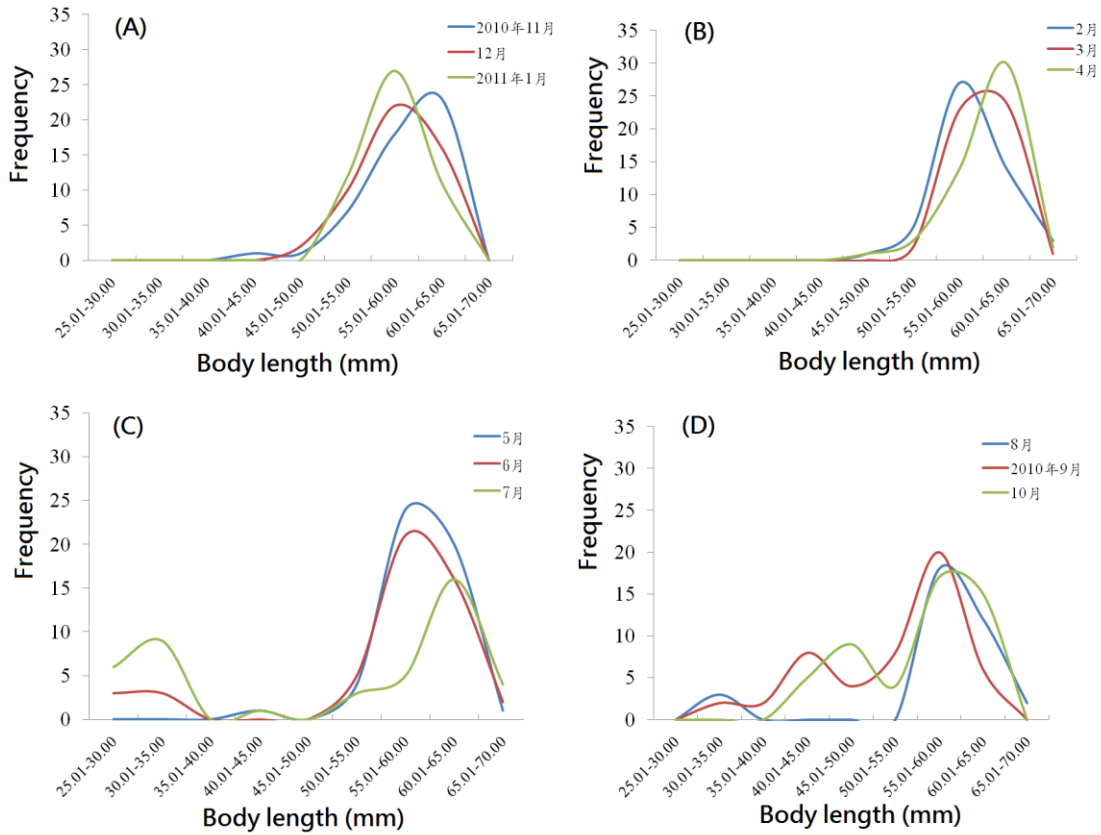 (A)
2010年11月
12月
2011年1月
35
30
25
20
15
10
5
0
Frequency
25.01-30.00
30.01-35.00
35.01-40.00
40.01-45.00
45.01-50.00
50.01-55.00
55.01-60.00
60.01-65.00
65.01-70.00
Body length (mm)
(B)
2月
3月
4月
35
30
25
20
15
10
5
0
Frequency
25.01-30.00
30.01-35.00
35.01-40.00
40.01-45.00
45.01-50.00
50.01-55.00
55.01-60.00
60.01-65.00
65.01-70.00
Body length (mm)
(C)
5月
6月
7月
35
30
25
20
15
10
5
0
Frequency
25.01-30.00
30.01-35.00
35.01-40.00
40.01-45.00
45.01-50.00
50.01-55.00
55.01-60.00
60.01-65.00
65.01-70.00
Body length (mm)
(D)
8月
2010年9月
10月
35
30
25
20
15
10
5
0
Frequency
25.01-30.00
30.01-35.00
35.01-40.00
40.01-45.00
45.01-50.00
50.01-55.00
55.01-60.00
60.01-65.00
65.01-70.00
Body length (mm)